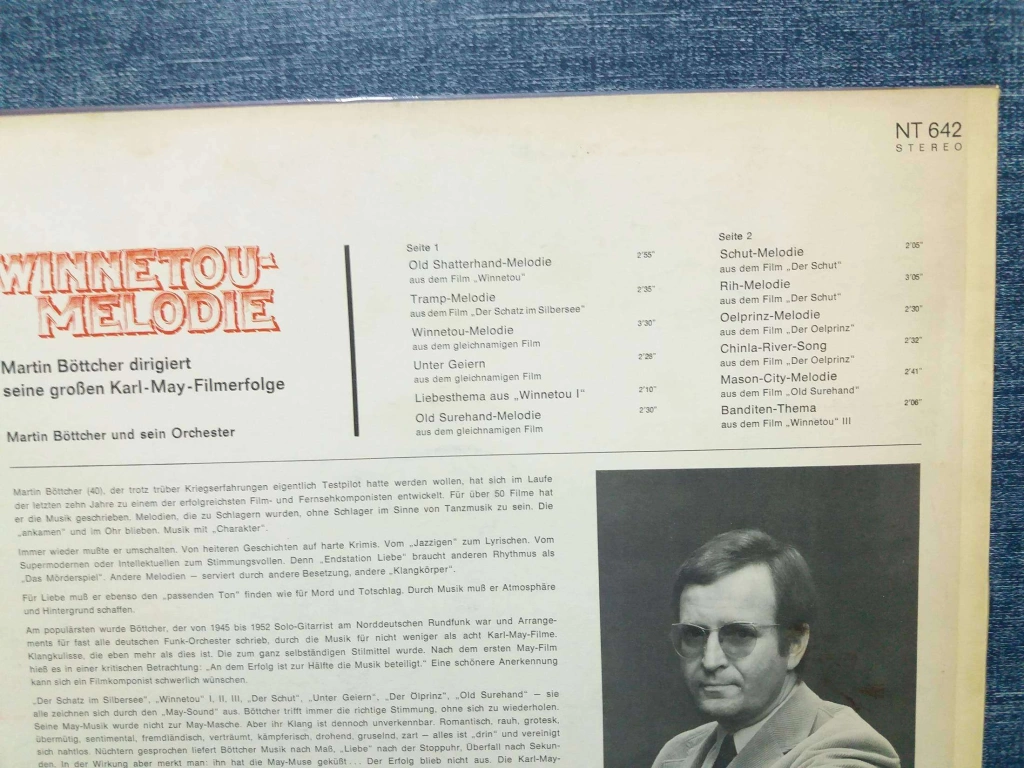 NT 642
STEREO
WINNETOU-
MELODIE
Martin Böttcher dirigiert
seine großen Karl-May-Filmerfolge
Martin Böttcher und sein Orchester
Seite 1
Old Shatterhand-Melodie 2'55"
aus dem Film „Winnetou"
Tramp-Melodie 2'35"
aus dem Film „Der Schatz im Silbersee"
Winnetou-Melodie 3'30"
aus dem gleichnamigen Film
Unter Geiern 2'26"
aus dem gleichnamigen Film
Liebesthema aus „Winnetou I" 2'10"
Old Surehand-Melodie 2'30"
aus dem gleichnamigen Film
Seite 2
Schut-Melodie 2'05"
aus dem Film „Der Schut"
Rih-Melodie 3'05"
aus dem Film „Der Schut"
Oelprinz-Melodie 2'30"
aus dem Film „Der Oelprinz"
Chinla-River-Song 2'32"
aus dem Film „Der Oelprinz"
Mason-City-Melodie 2'41"
aus dem Film „Old Surehand"
Banditen-Thema 2'06"
aus dem Film „Winnetou" III
Martin Böttcher (40), der trotz trüber Kriegserfahrungen eigentlich Testpilot hatte werden wollen, hat sich im Laufe
der letzten zehn Jahre zu einem der erfolgreichsten Film- und Fernsehkomponisten entwickelt. Für über 50 Filme hat
er die Musik geschrieben. Melodien, die zu Schlagern wurden, ohne Schlager im Sinne von Tanzmusik zu sein. Die
„ankamen" und im Ohr blieben. Musik mit „Charakter".
Immer wieder mußte er umschalten. Von heiteren Geschichten auf harte Krimis. Vom „Jazzigen" zum Lyrischen. Vom
Supermodernen oder Intellektuellen zum Stimmungsvollen. Denn „Endstation Liebe" braucht anderen Rhythmus als
„Das Mörderspiel". Andere Melodien – serviert durch andere Besetzung, andere „Klangkörper".
Für Liebe muß er ebenso den „passenden Ton" finden wie für Mord und Totschlag. Durch Musik muß er Atmosphäre
und Hintergrund schaffen.
Am populärsten wurde Böttcher, der von 1945 bis 1952 Solo-Gitarrist am Norddeutschen Rundfunk war und Arrange-
ments für fast alle deutschen Funk-Orchester schrieb, durch die Musik für nicht weniger als acht Karl-May-Filme.
Klangkulisse, die eben mehr als dies ist. Die zum ganz selbständigen Stilmittel wurde. Nach dem ersten May-Film
hieß es in einer kritischen Betrachtung: „An dem Erfolg ist zur Hälfte die Musik beteiligt." Eine schönere Anerkennung
kann sich ein Filmkomponist schwerlich wünschen.
„Der Schatz im Silbersee", „Winnetou" I, II, III, „Der Schut", „Unter Geiern", „Der Ölprinz", „Old Surehand" – sie
alle zeichnen sich durch den „May-Sound" aus. Böttcher trifft immer die richtige Stimmung, ohne sich zu wiederholen.
Seine May-Musik wurde nicht zur May-Masche. Aber ihr Klang ist dennoch unverkennbar. Romantisch, rauh, grotesk,
übermütig, sentimental, fremdländisch, verträumt, kämpferisch, drohend, gruselnd, zart – alles ist „drin" und vereinigt
sich nahtlos. Nüchtern gesprochen liefert Böttcher Musik nach Maß, „Liebe" nach der Stoppuhr, Überfall nach Sekun-
den. In der Wirkung aber merkt man: ihn hat die May-Muse geküßt... Der Erfolg blieb nicht aus. Die Karl-May-